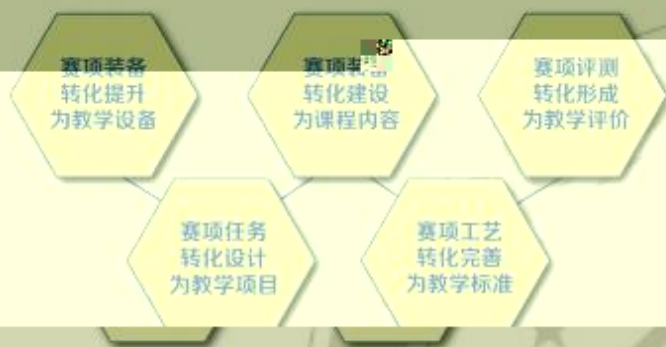 赛项装备
转化提升
为教学设备
赛项装备
转化建设
为课程内容
赛项评测
转化形成
为教学评价
赛项任务
转化设计
为教学项目
赛项工艺
转化完善
为教学标准